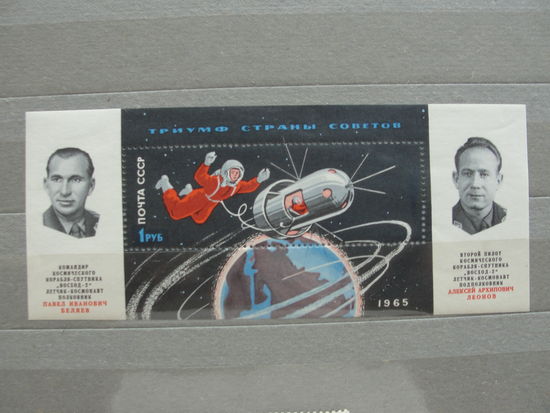 ТРИУМФ СТРАНЫ СОВЕТОВ
ПОЧТА СССР
1 РУБ
1965
КОМАНДИР
КОСМИЧЕСКОГО
КОРАБЛЯ-СПУТНИКА
„ВОСХОД-2"
ЛЕТЧИК-КОСМОНАВТ
ПОЛКОВНИК
ПАВЕЛ ИВАНОВИЧ
БЕЛЯЕВ
ВТОРОЙ ПИЛОТ
КОСМИЧЕСКОГО
КОРАБЛЯ-СПУТНИКА
„ВОСХОД-2"
ЛЕТЧИК-КОСМОНАВТ
ПОДПОЛКОВНИК
АЛЕКСЕЙ АРХИПОВИЧ
ЛЕОНОВ